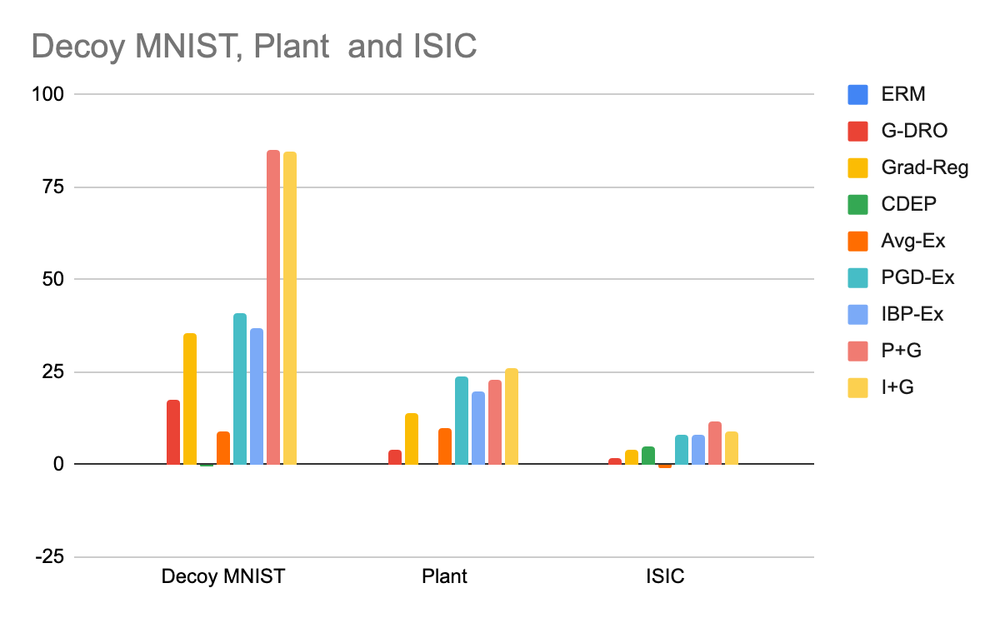 Decoy MNIST, Plant  and ISIC
100
75
50
25
0
-25
Decoy MNIST
Plant
ISIC
ERM
G-DRO
Grad-Reg
CDEP
Avg-Ex
PGD-Ex
IBP-Ex
P+G
I+G